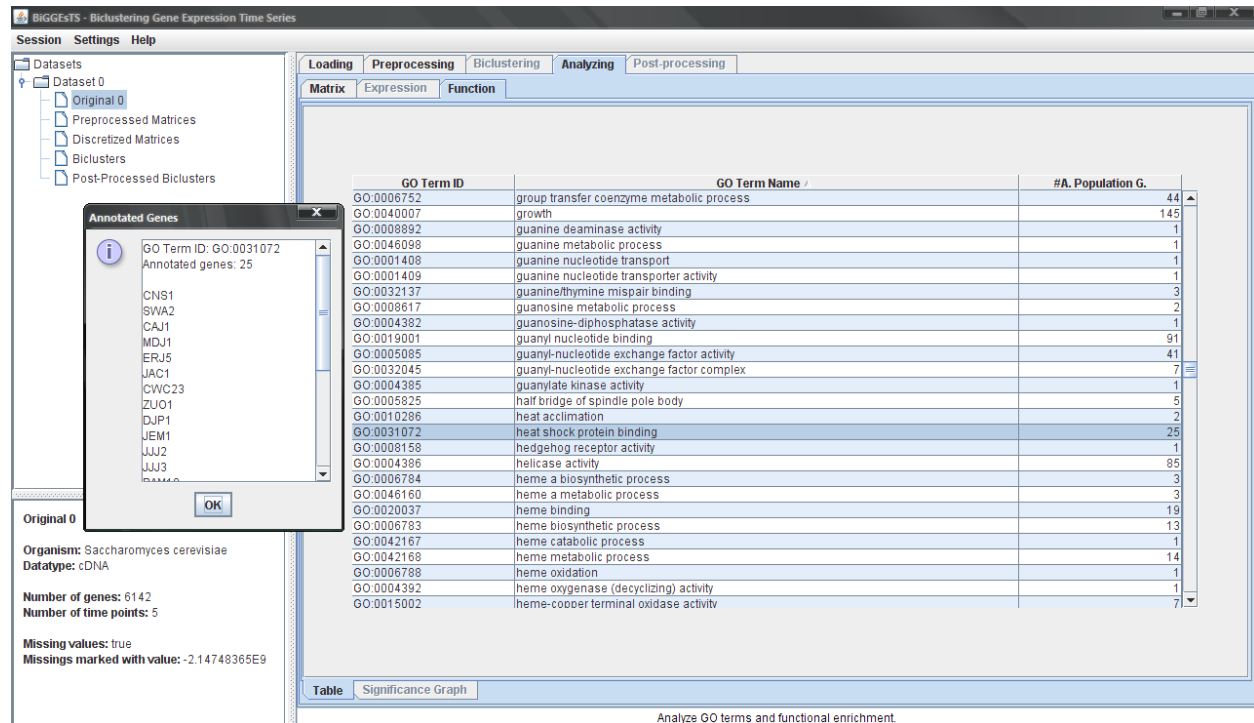 BiGGEsTS - Biclustering Gene Expression Time Series
Session Settings Help
Datasets
Dataset 0
Original 0
Preprocessed Matrices
Discretized Matrices
Biclusters
Post-Processed Biclusters
Loading Preprocessing Biclustering Analyzing Post-processing
Matrix Expression Function
GO Term ID GO Term Name #A. Population G.
GO:0006752 group transfer coenzyme metabolic process 44
GO:0040007 growth 145
GO:0008892 guanine deaminase activity 1
GO:0046098 guanine metabolic process 1
GO:0001408 guanine nucleotide transport 1
GO:0001409 guanine nucleotide transporter activity 1
GO:0032137 guanine/thymine mispair binding 3
GO:0008617 guanosine metabolic process 2
GO:0004382 guanosine-diphosphatase activity 1
GO:0019001 guanyl nucleotide binding 91
GO:0005085 guanyl-nucleotide exchange factor activity 41
GO:0032045 guanyl-nucleotide exchange factor complex 7
GO:0004385 guanylate kinase activity 1
GO:0005825 half bridge of spindle pole body 5
GO:0010286 heat acclimation 2
GO:0031072 heat shock protein binding 25
GO:0008158 hedgehog receptor activity 1
GO:0004386 helicase activity 85
GO:0006784 heme a biosynthetic process 3
GO:0046160 heme a metabolic process 3
GO:0020037 heme binding 19
GO:0006783 heme biosynthetic process 13
GO:0042167 heme catabolic process 1
GO:0042168 heme metabolic process 14
GO:0006788 heme oxidation 1
GO:0004392 heme oxygenase (decyclizing) activity 1
GO:0015002 heme-copper terminal oxidase activity 7
Annotated Genes
GO Term ID: GO:0031072
Annotated genes: 25
CNS1
SWA2
CAJ1
MDJ1
ERJ5
JAC1
CWC23
ZUO1
DJP1
JEM1
JJJ2
JJJ3
OK
Original 0
Organism: Saccharomyces cerevisiae
Datatype: cDNA
Number of genes: 6142
Number of time points: 5
Missing values: true
Missings marked with value: -2.14748365E9
Table Significance Graph
Analyze GO terms and functional enrichment.